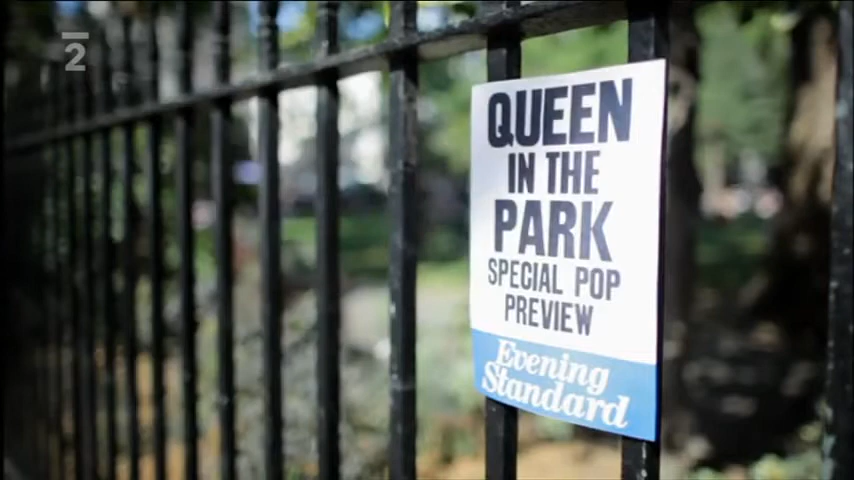 2
QUEEN
IN THE
PARK
SPECIAL POP
PREVIEW
Evening
Standard